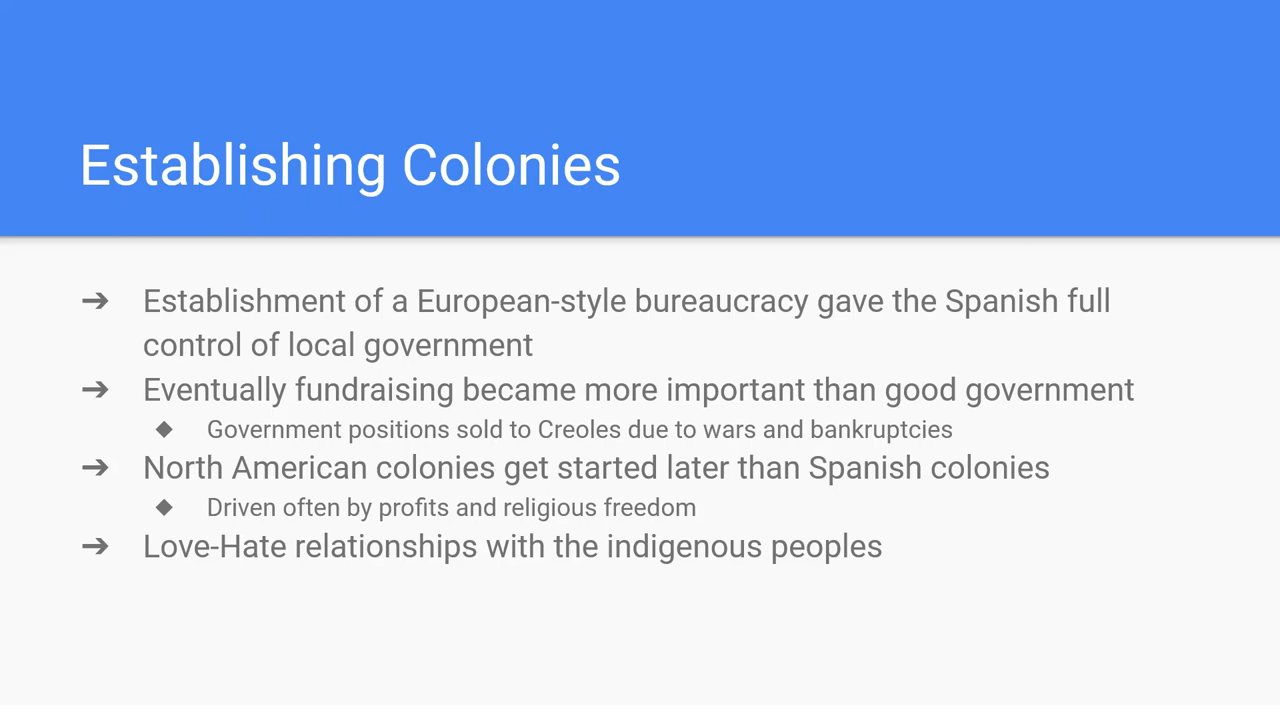 Establishing Colonies
➔ Establishment of a European-style bureaucracy gave the Spanish full
control of local government
➔ Eventually fundraising became more important than good government
◆ Government positions sold to Creoles due to wars and bankruptcies
➔ North American colonies get started later than Spanish colonies
◆ Driven often by profits and religious freedom
➔ Love-Hate relationships with the indigenous peoples